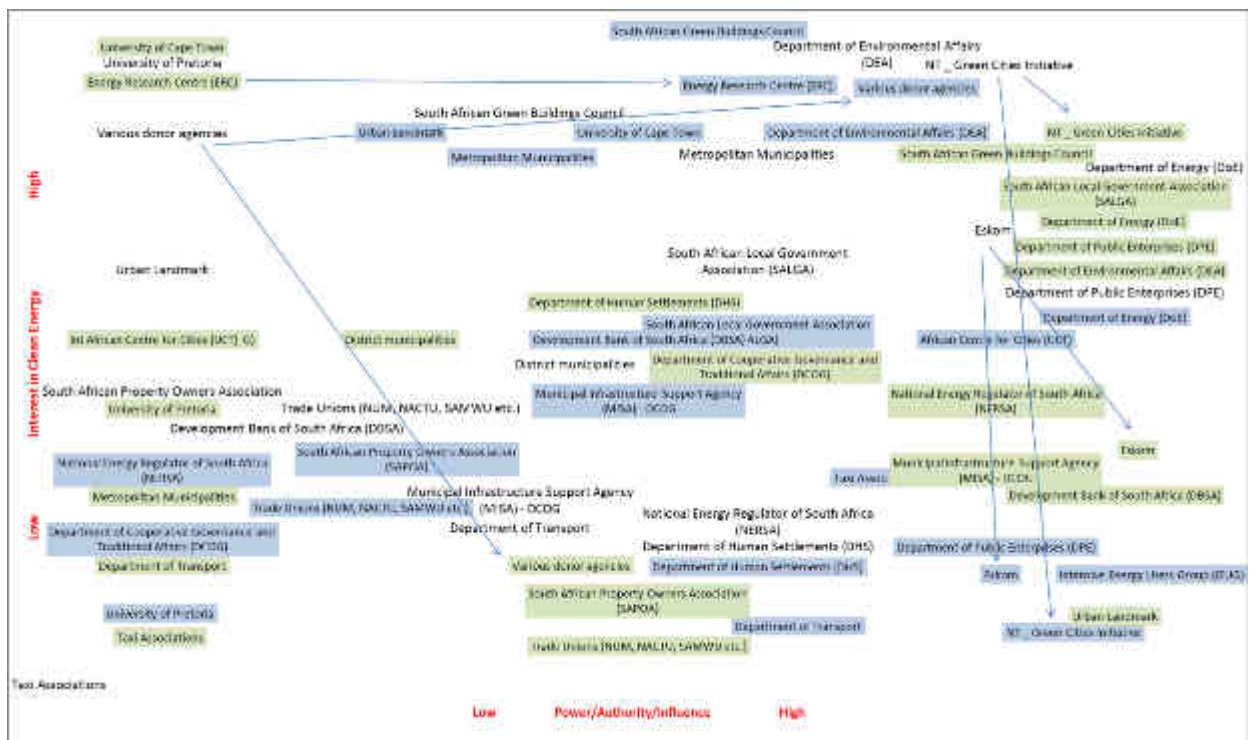 South African Green Buildings Council
University of Cape Town
University of Pretoria
Energy Research Centre (ERC)
Department of Environmental Affairs
(DEA)
NT _ Green Cities Initiative
Energy Research Centre (ERC)
Various donor agencies
South African Green Buildings Council
Various donor agencies
Urban Landmark
University of Cape Town
Department of Environmental Affairs (DEA)
NT _ Green Cities Initiative
Metropolitan Municipalities
Metropolitan Municipalities
South African Green Buildings Council
High
Department of Energy (DoE)
South African Local Government Association
(SALGA)
Department of Energy (DoE)
Eskom
Department of Public Enterprises (DPE)
South African Local Government
Association (SALGA)
Urban Landmark
Department of Environmental Affairs (DEA)
Department of Public Enterprises (DPE)
Department of Human Settlements (DHS)
Department of Energy (DoE)
Interest in Clean Energy
South African Local Government Association
African Centre for Cities (UCT)
District municipalities
Development Bank of South Africa (DBSA)
African Centre for Cities (UCT)
District municipalities
Department of Cooperative Governance and
Traditional Affairs (DCOG)
South African Property Owners Association
University of Pretoria
Trade Unions (NUM, NACTU, SAMWU etc.)
Municipal Infrastructure Support Agency
(MISA) - DCOG
National Energy Regulator of South Africa
(NERSA)
Development Bank of South Africa (DBSA)
South African Property Owners Association
(SAPOA)
Eskom
National Energy Regulator of South Africa
(NERSA)
Taxi
Municipal Infrastructure Support Agency
(MISA) - DCOG
Metropolitan Municipalities
Municipal Infrastructure Support Agency
(MISA) - DCOG
Development Bank of South Africa (DBSA)
Trade Unions (NUM, NACTU, SAMWU etc.)
Low
Department of Transport
National Energy Regulator of South Africa
(NERSA)
Department of Cooperative Governance and
Traditional Affairs (DCOG)
Department of Human Settlements (DHS)
Department of Public Enterprises (DPE)
Department of Transport
Various donor agencies
Department of Human Settlements (DHS)
Eskom
Intensive Energy Users Group
South African Property Owners Association
(SAPOA)
University of Pretoria
Urban Landmark
Department of Transport
NT _ Green Cities Initiative
Taxi Associations
Trade Unions (NUM, NACTU, SAMWU etc.)
Taxi Associations
Low
Power/Authority/Influence
High